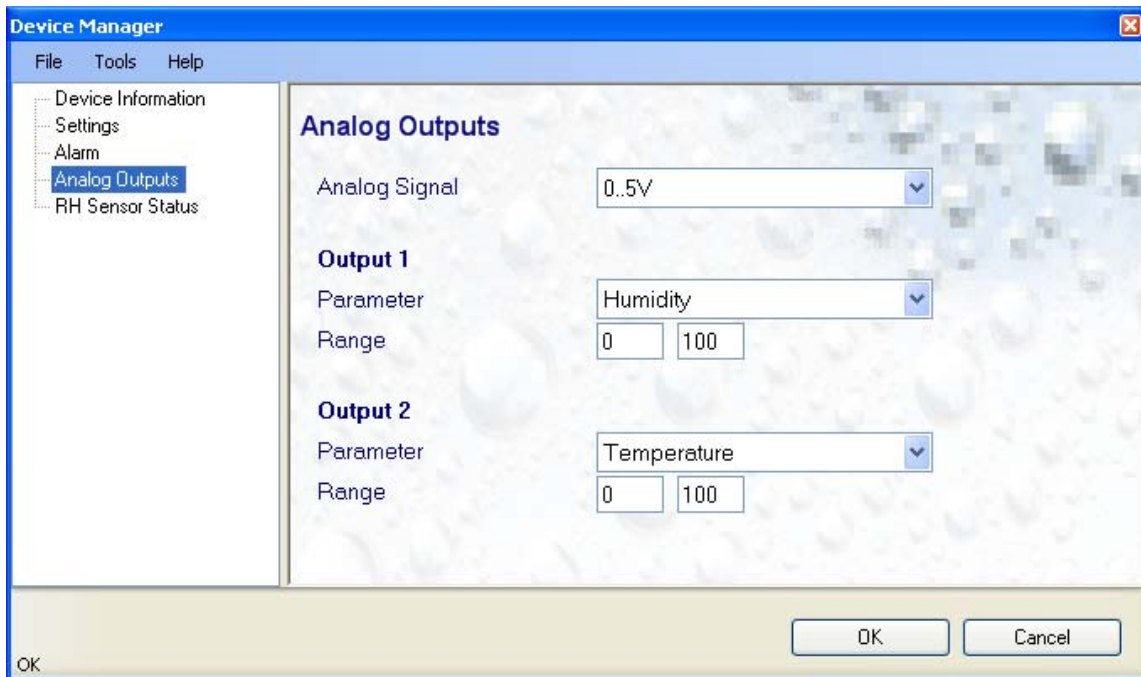 Device Manager
File Tools Help
Device Information
Settings
Alarm
Analog Outputs
RH Sensor Status
Analog Outputs
Analog Signal 0..5V
Output 1
Parameter Humidity
Range 0 100
Output 2
Parameter Temperature
Range 0 100
OK Cancel
OK